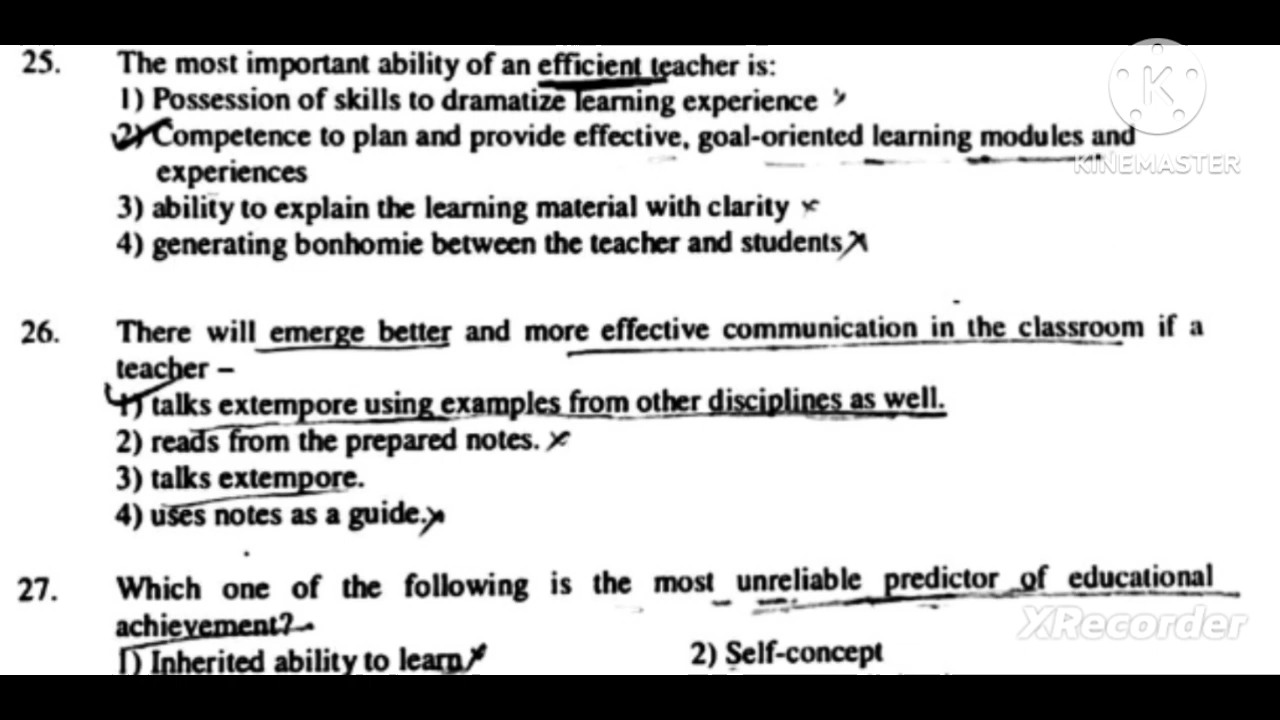 25. The most important ability of an efficient teacher is:
1) Possession of skills to dramatize learning experience
2) Competence to plan and provide effective, goal-oriented learning modules and
experiences
3) ability to explain the learning material with clarity
4) generating bonhomie between the teacher and students
K
KINEMASTER
26. There will emerge better and more effective communication in the classroom if a
teacher –
1) talks extempore using examples from other disciplines as well.
2) reads from the prepared notes.
3) talks extempore.
4) uses notes as a guide.
27. Which one of the following is the most unreliable predictor of educational
achievement?
XRecorder
1) Inherited ability to learn 2) Self-concept